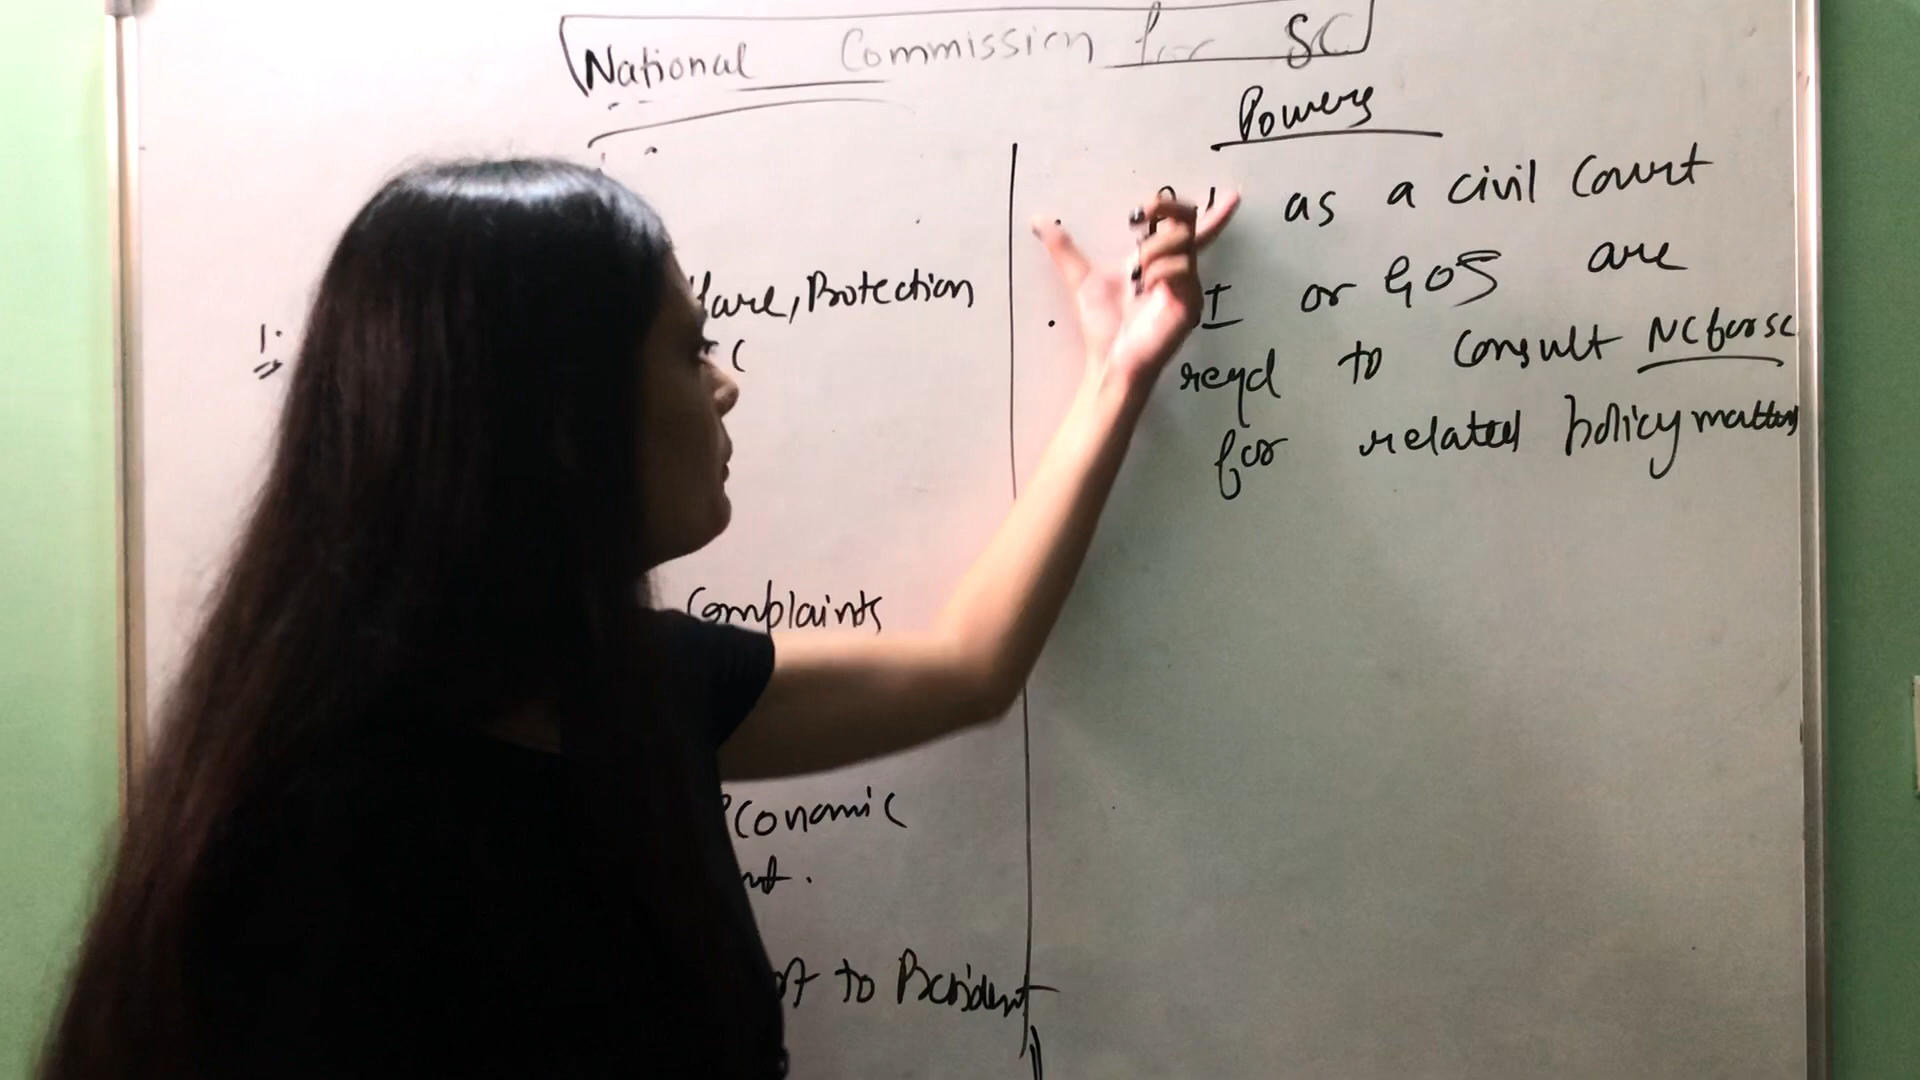 National Commission for SC
1.
Protection
Complaints
Economic
to President
Powers
as a civil Court
or GOS are
reqd to consult NC for SC
for related policy matters